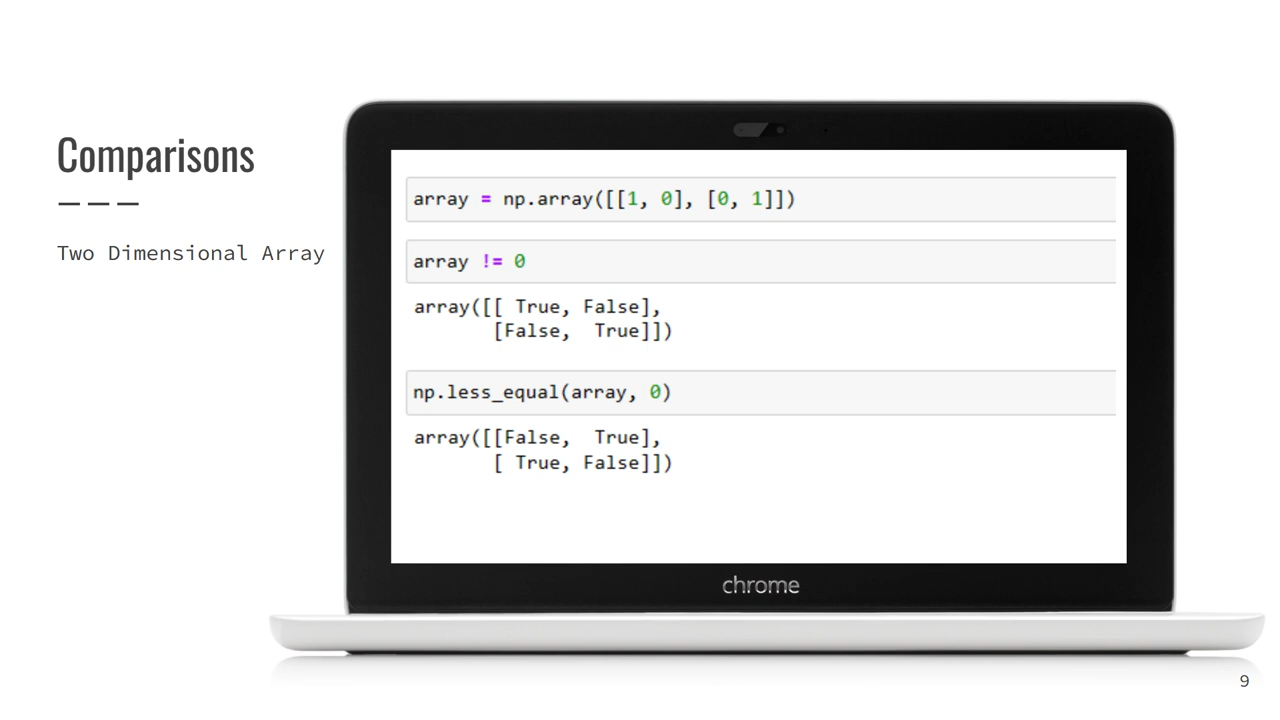 Comparisons
Two Dimensional Array
array = np.array([[1, 0], [0, 1]])
array != 0
array([[ True, False],
       [False,  True]])
np.less_equal(array, 0)
array([[False,  True],
       [ True, False]])
chrome
9